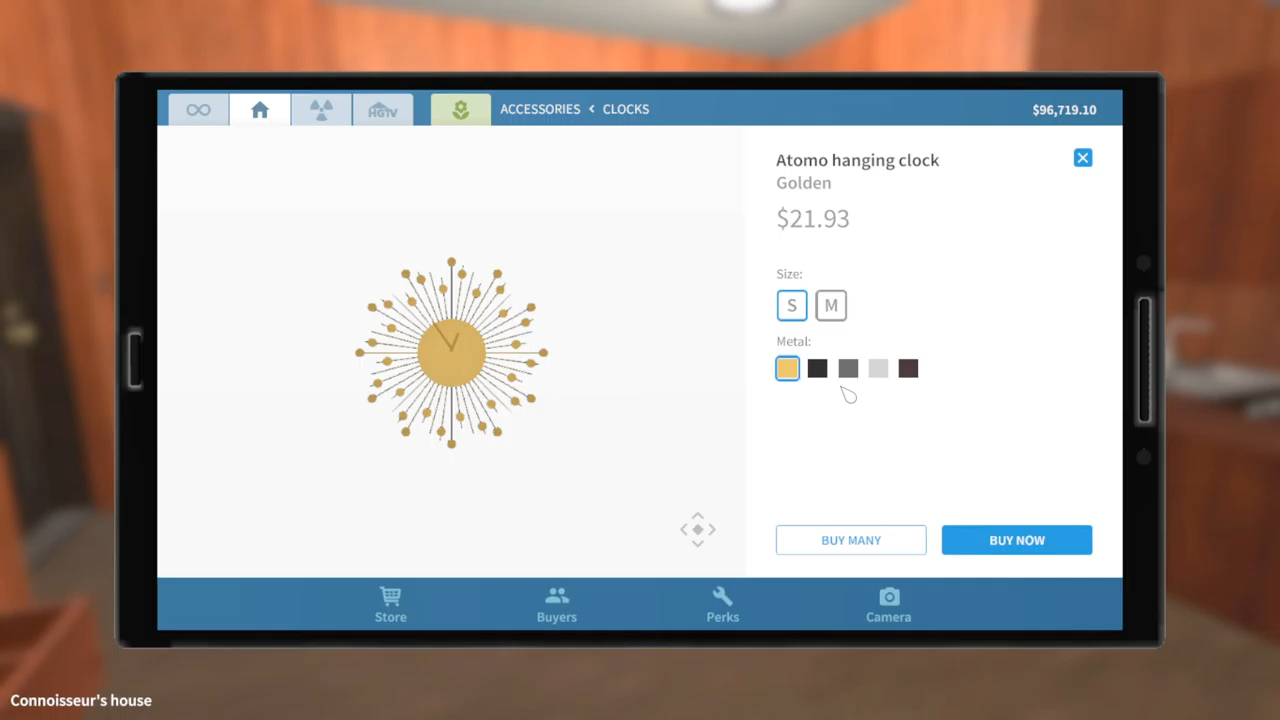 HGTV
ACCESSORIES < CLOCKS
$96,719.10
Atomo hanging clock
Golden
$21.93
Size:
S M
Metal:
BUY MANY
BUY NOW
Store
Buyers
Perks
Camera
Connoisseur's house